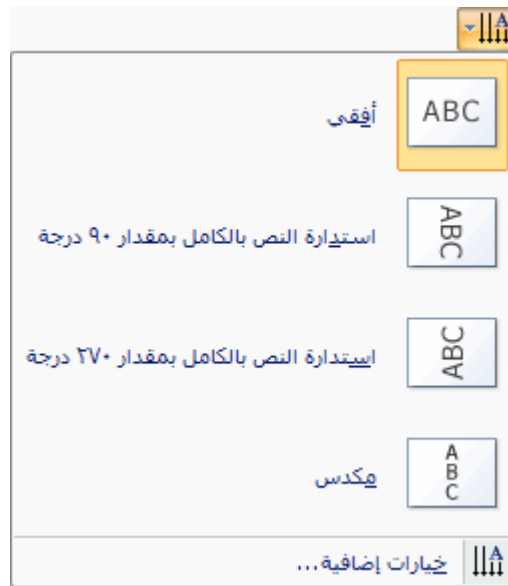 أفقي
ABC
استدارة النص بالكامل بمقدار ٩٠ درجة
ABC
استدارة النص بالكامل بمقدار ٢٧٠ درجة
ABC
مكدس
A
B
C
خيارات إضافية...